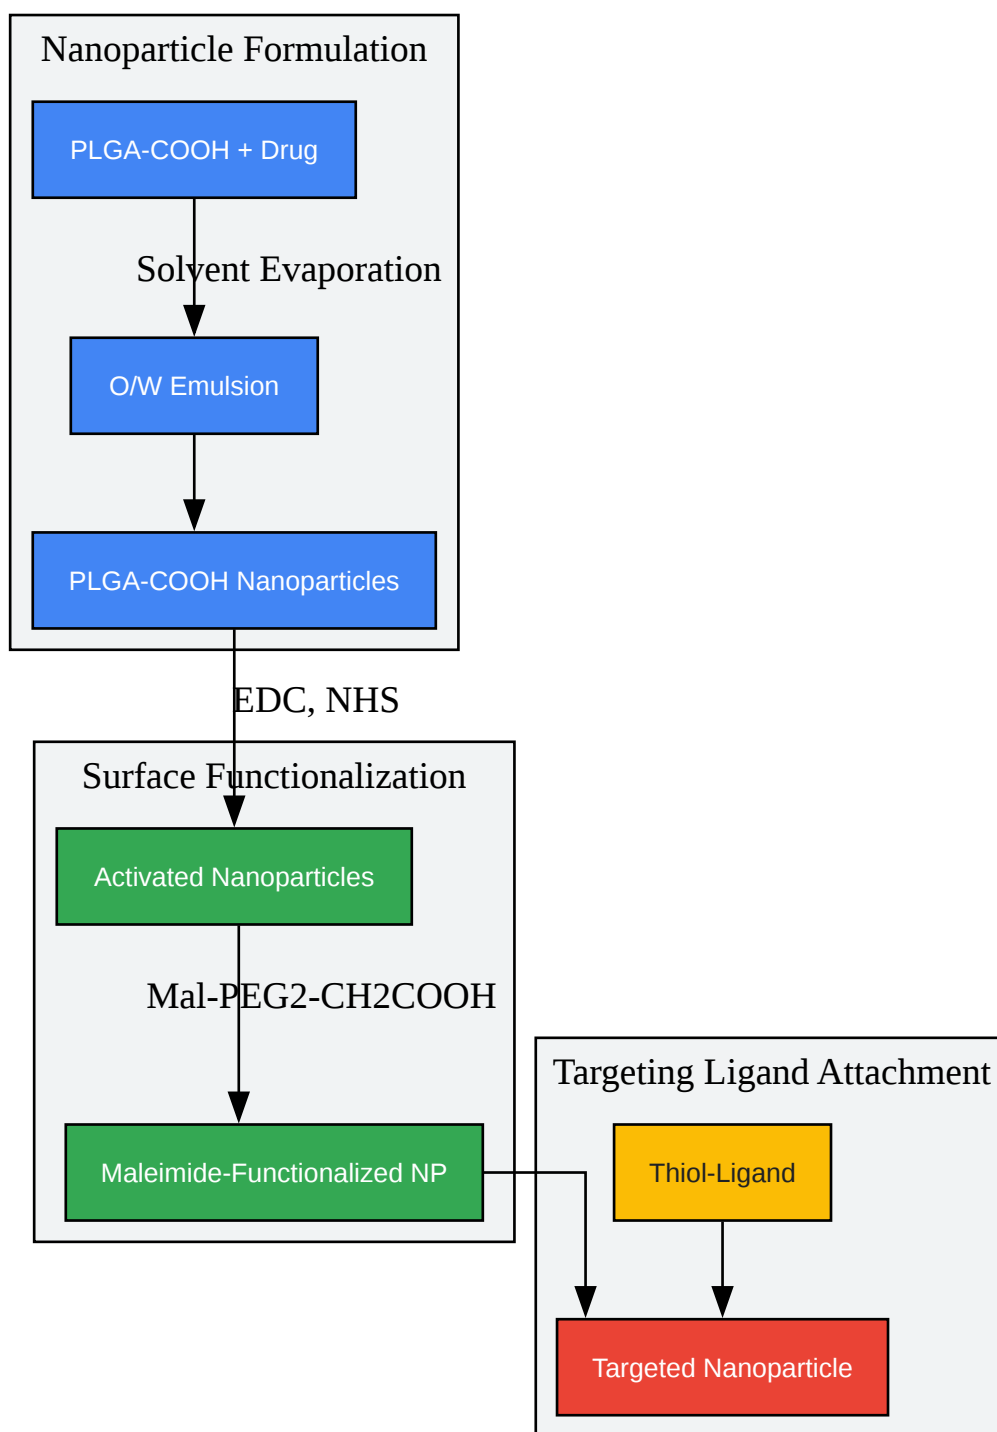 Nanoparticle Formulation
PLGA-COOH + Drug
Solvent Evaporation
O/W Emulsion
PLGA-COOH Nanoparticles
EDC, NHS
Surface Functionalization
Activated Nanoparticles
Mal-PEG2-CH2COOH
Maleimide-Functionalized NP
Targeting Ligand Attachment
Thiol-Ligand
Targeted Nanoparticle